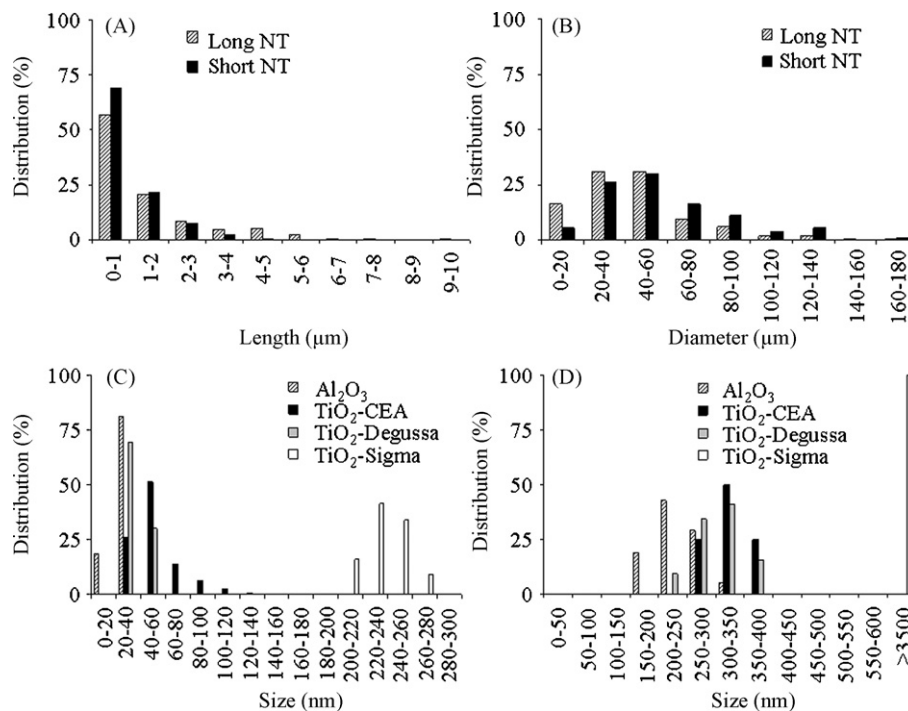 (A)
Long NT
Short NT
Distribution (%)
100
75
50
25
0
0-1
1-2
2-3
3-4
4-5
5-6
6-7
7-8
8-9
9-10
Length (μm)
(B)
Long NT
Short NT
Distribution (%)
100
75
50
25
0
0-20
20-40
40-60
60-80
80-100
100-120
120-140
140-160
160-180
Diameter (μm)
(C)
Al₂O₃
TiO₂-CEA
TiO₂-Degussa
TiO₂-Sigma
Distribution (%)
100
75
50
25
0
0-20
20-40
40-60
60-80
80-100
100-120
120-140
140-160
160-180
180-200
200-220
220-240
240-260
260-280
280-300
Size (nm)
(D)
Al₂O₃
TiO₂-CEA
TiO₂-Degussa
TiO₂-Sigma
Distribution (%)
100
75
50
25
0
0-50
50-100
100-150
150-200
200-250
250-300
300-350
350-400
400-450
450-500
500-550
550-600
>3500
Size (nm)